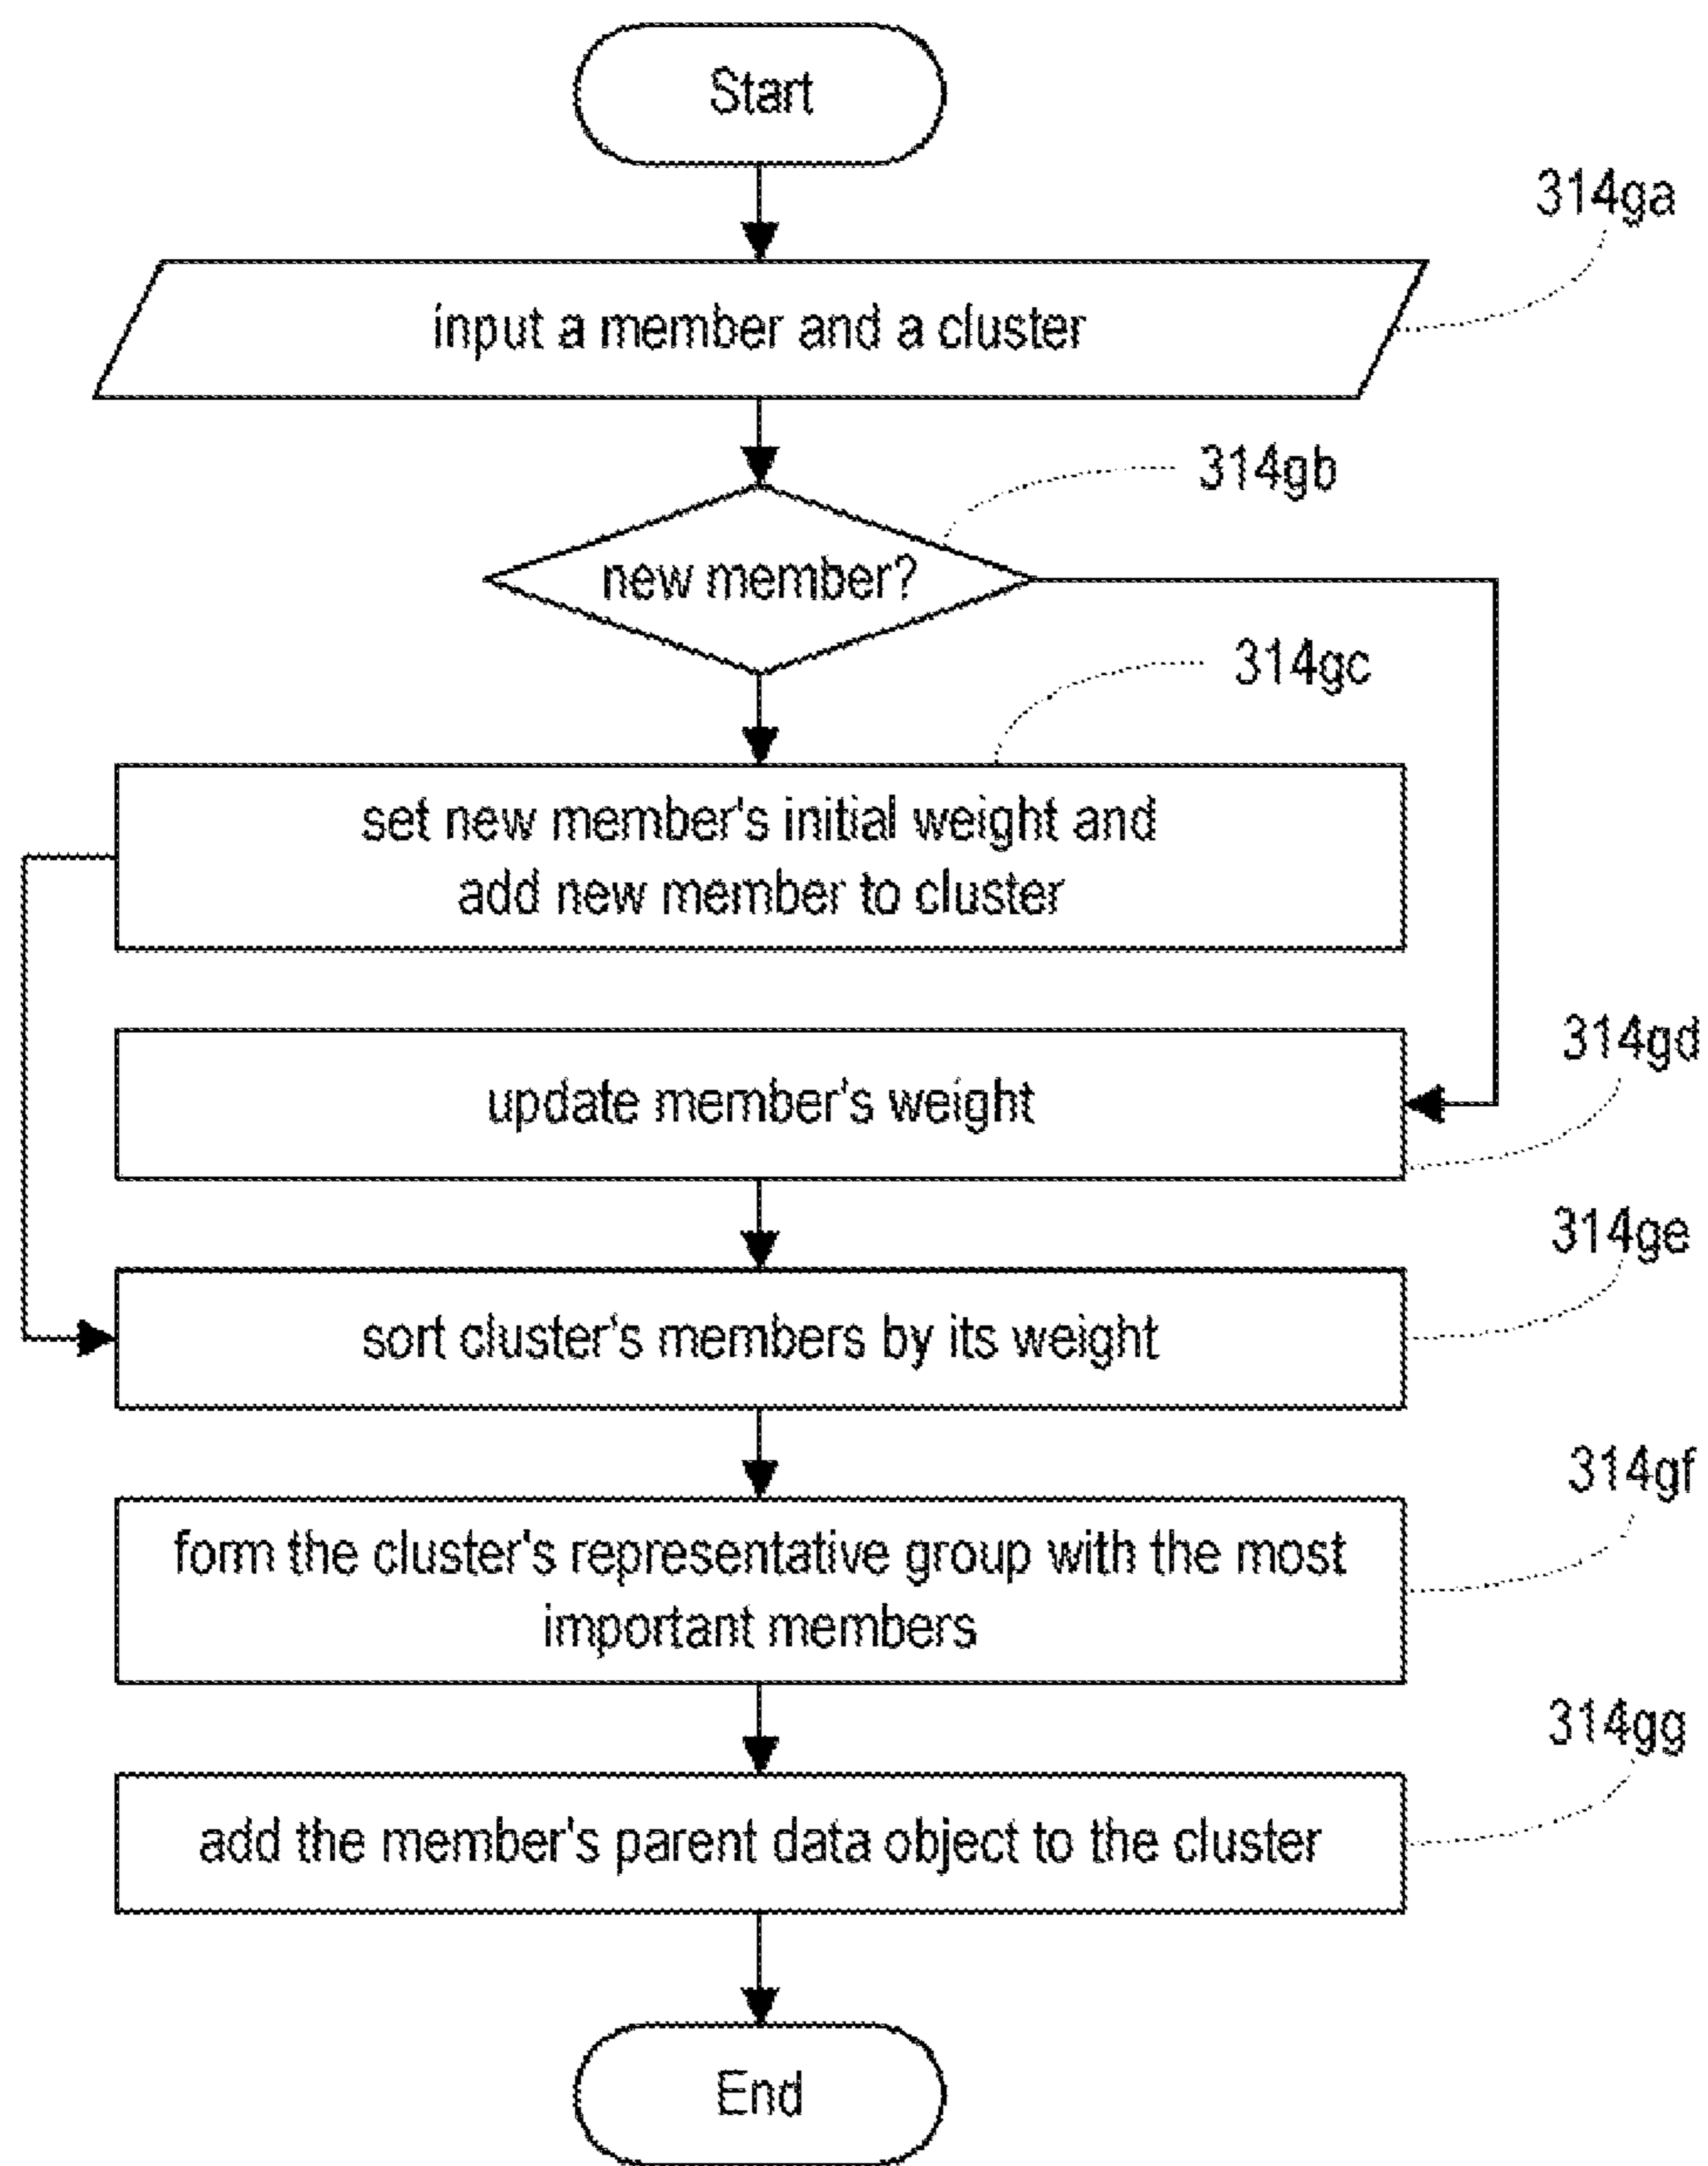 Start
314ga
input a member and a cluster
314gb
new member?
314gc
set new member's initial weight and
add new member to cluster
314gd
update member's weight
314ge
sort cluster's members by its weight
314gf
form the cluster's representative group with the most
important members
314gg
add the member's parent data object to the cluster
End